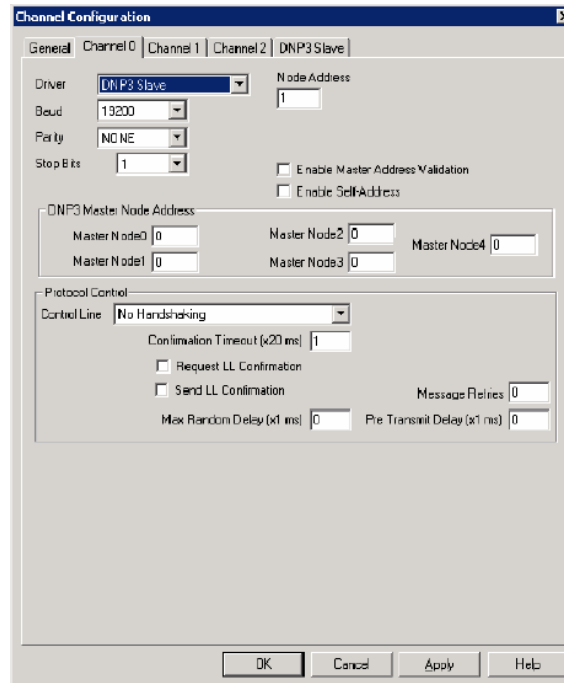 Channel Configuration
General Channel 0 Channel 1 Channel 2 DNP3 Slave
Driver DNP3 Slave Node Address
1
Baud 19200
Parity NONE
Stop Bits 1
Enable Master Address Validation
Enable Self-Address
DNP3 Master Node Address
Master Node0 0 Master Node2 0 Master Node4 0
Master Node1 0 Master Node3 0
Protocol Control
Control Line No Handshaking
Confirmation Timeout (x20 ms) 1
Request LL Confirmation
Send LL Confirmation Message Retries 0
Max Random Delay (x1 ms) 0 Pre Transmit Delay (x1 ms) 0
OK Cancel Apply Help